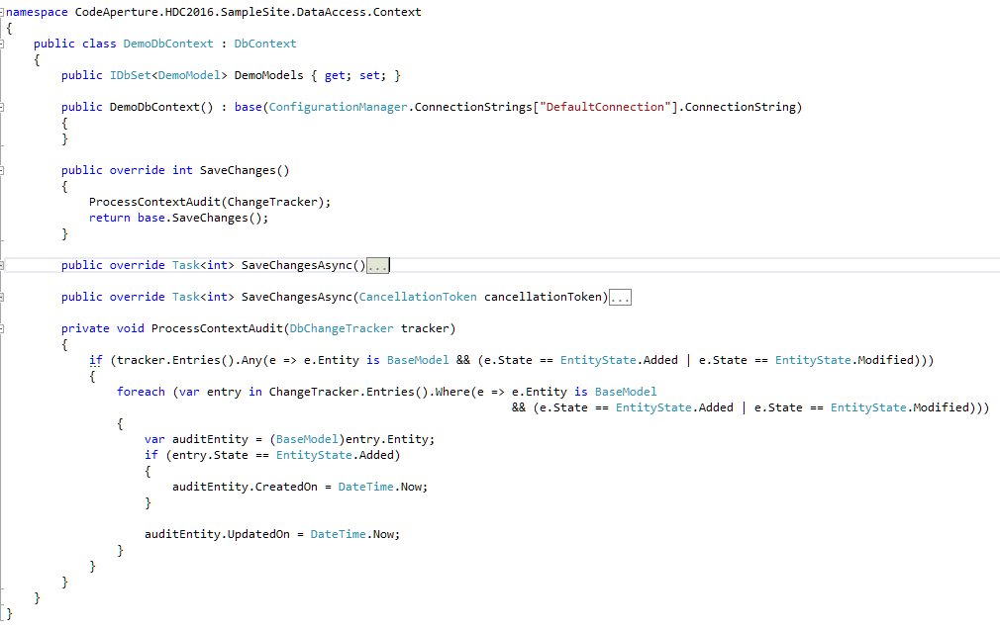 namespace CodeAperture.HDC2016.SampleSite.DataAccess.Context
{
    public class DemoDbContext : DbContext
    {
        public IDbSet<DemoModel> DemoModels { get; set; }

        public DemoDbContext() : base(ConfigurationManager.ConnectionStrings["DefaultConnection"].ConnectionString)
        {
        }

        public override int SaveChanges()
        {
            ProcessContextAudit(ChangeTracker);
            return base.SaveChanges();
        }

        public override Task<int> SaveChangesAsync()...

        public override Task<int> SaveChangesAsync(CancellationToken cancellationToken)...

        private void ProcessContextAudit(DbChangeTracker tracker)
        {
            if (tracker.Entries().Any(e => e.Entity is BaseModel && (e.State == EntityState.Added | e.State == EntityState.Modified)))
            {
                foreach (var entry in ChangeTracker.Entries().Where(e => e.Entity is BaseModel
                                                                         && (e.State == EntityState.Added | e.State == EntityState.Modified)))
                {
                    var auditEntity = (BaseModel)entry.Entity;
                    if (entry.State == EntityState.Added)
                    {
                        auditEntity.CreatedOn = DateTime.Now;
                    }

                    auditEntity.UpdatedOn = DateTime.Now;
                }
            }
        }
    }
}